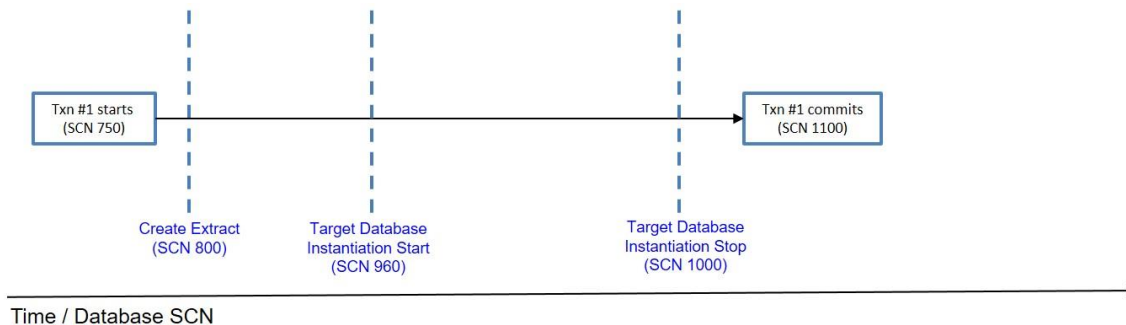 Txn #1 starts
(SCN 750)
Txn #1 commits
(SCN 1100)
Create Extract
(SCN 800)
Target Database
Instantiation Start
(SCN 960)
Target Database
Instantiation Stop
(SCN 1000)
Time / Database SCN